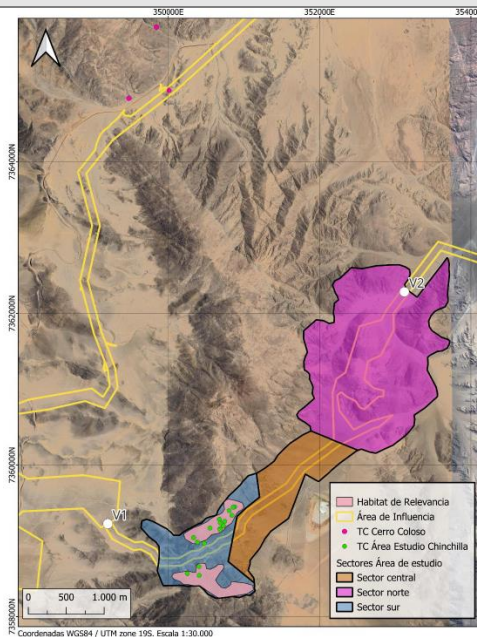 350000E
352000E
35400
7364000N
7362000N
7360000N
7358000N
V2
V1
Habitat de Relevancia
Área de Influencia
TC Cerro Coloso
TC Área Estudio Chinchilla
Sectores Área de estudio
Sector central
Sector norte
Sector sur
0 500 1.000 m
Coordenadas WGS84 / UTM zone 19S. Escala 1:30.000